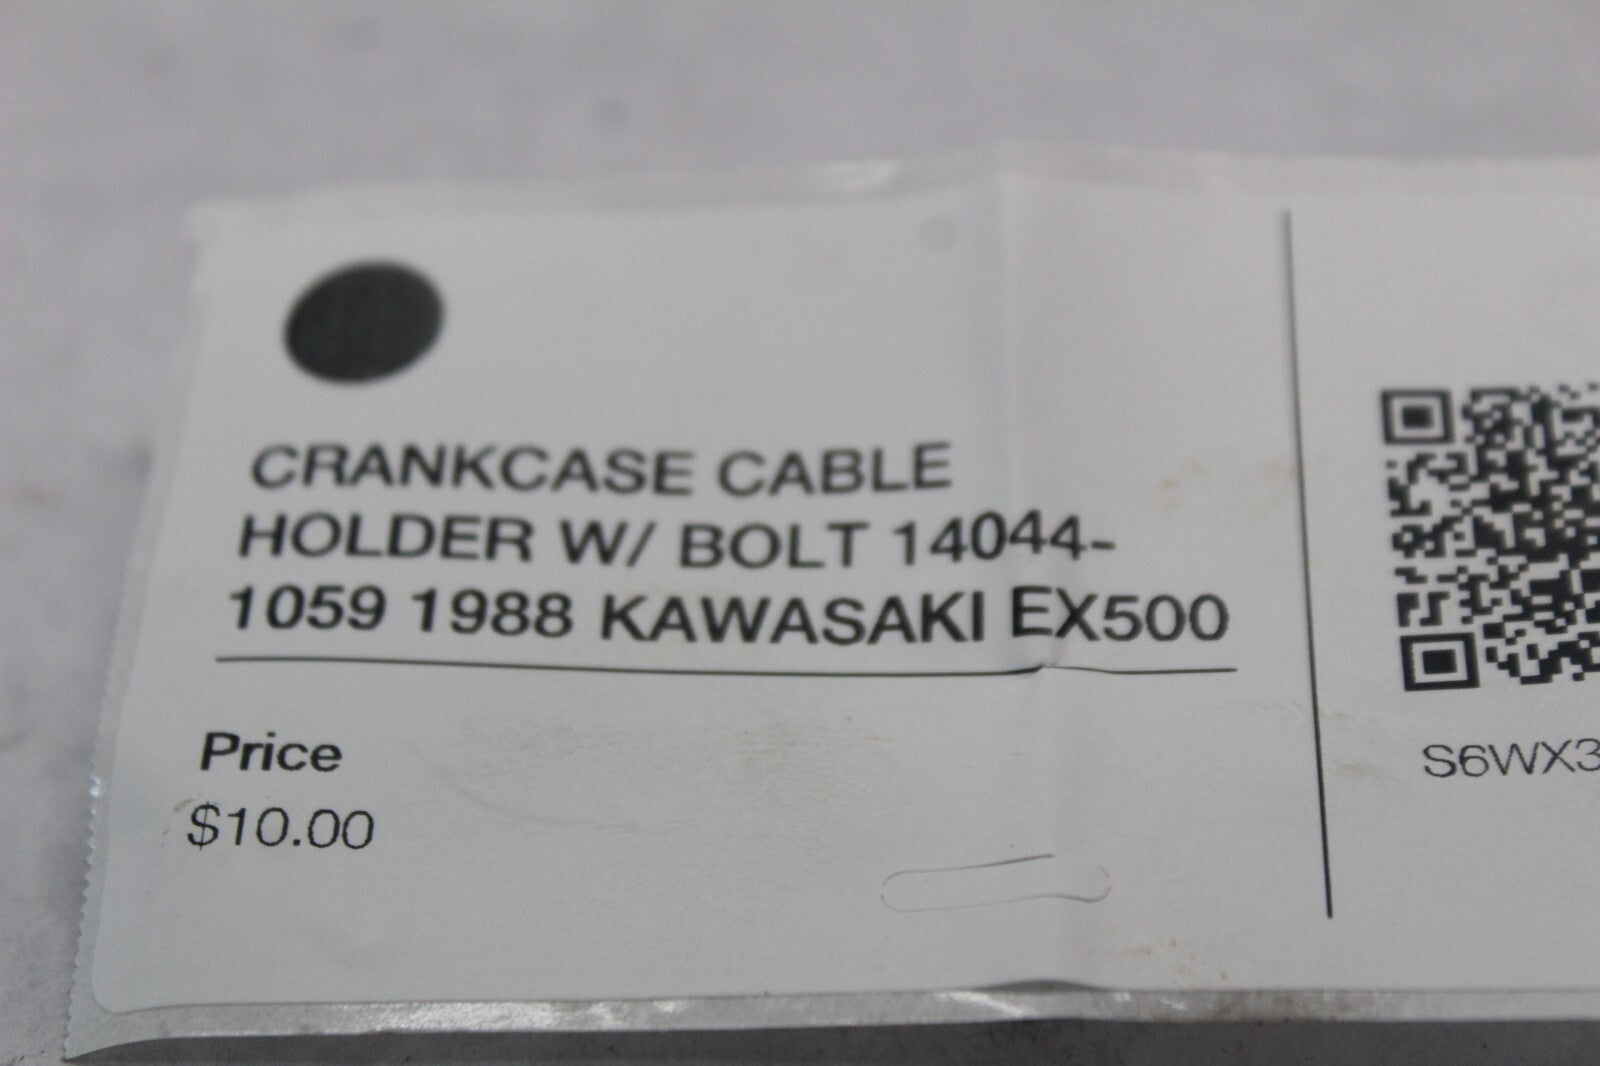 CRANKCASE CABLE
HOLDER W/ BOLT 14044-
1059 1988 KAWASAKI EX500
Price
$10.00
S6WX3